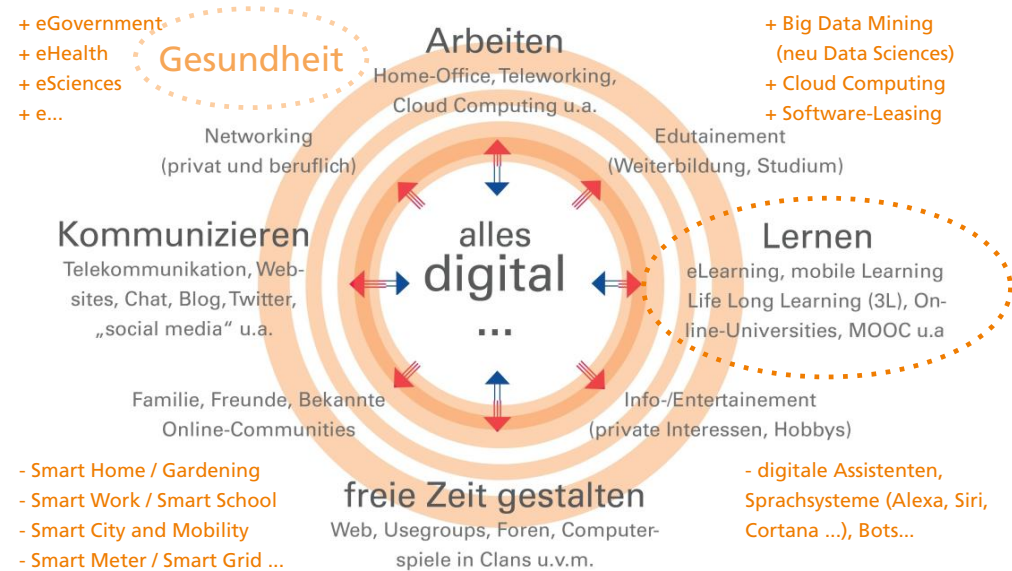 + eGovernment
+ eHealth
+ eSciences
+ e...
Gesundheit
Arbeiten
Home-Office, Teleworking,
Cloud Computing u.a.
+ Big Data Mining
(neu Data Sciences)
+ Cloud Computing
+ Software-Leasing
Networking
(privat und beruflich)
Edutainement
(Weiterbildung, Studium)
Kommunizieren
Telekommunikation, Web-
sites, Chat, Blog, Twitter,
„social media“ u.a.
alles
digital
...
Lernen
eLearning, mobile Learning
Life Long Learning (3L), On-
line-Universities, MOOC u.a
Familie, Freunde, Bekannte
Online-Communities
Info-/Entertainement
(private Interessen, Hobbys)
- Smart Home / Gardening
- Smart Work / Smart School
- Smart City and Mobility
- Smart Meter / Smart Grid ...
freie Zeit gestalten
Web, Usegroups, Foren, Computer-
spiele in Clans u.v.m.
- digitale Assistenten,
Sprachsysteme (Alexa, Siri,
Cortana ...), Bots...